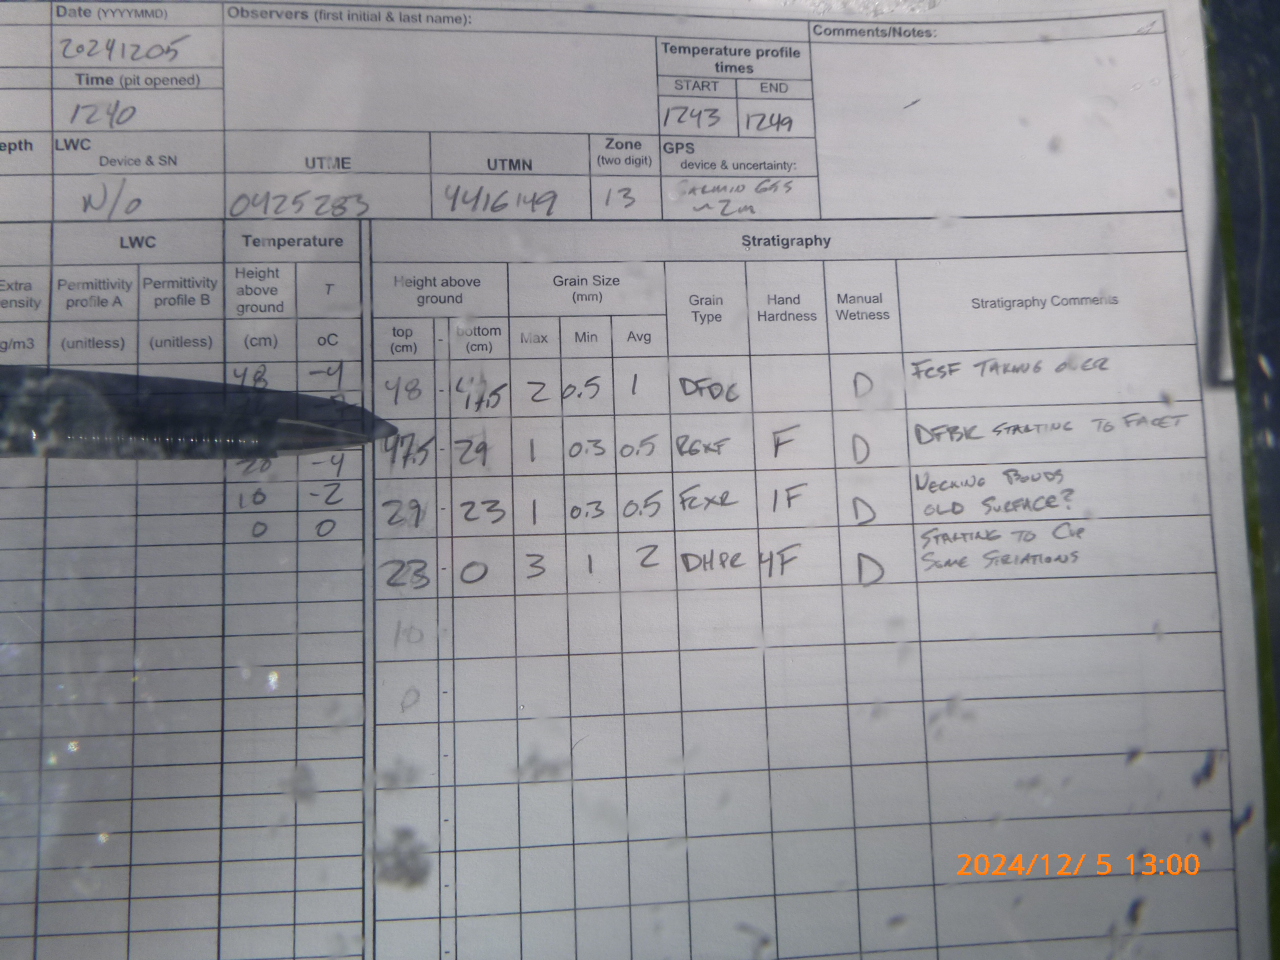 Date (YYYYMMDD)
20241205
Time (pit opened)
1240
Observers (first initial & last name):
Temperature profile
times
START END
1243 1249
Comments/Notes:
epth
LWC
Device & SN
N/O
UTME
0425283
UTMN
4416149
Zone
(two digit)
13
GPS
device & uncertainty:
~2m
LWC Temperature Stratigraphy
Extra
ensity
g/m3
Permittivity
profile A
(unitless)
Permittivity
profile B
(unitless)
Height
above
ground
(cm)
T
oC
Height above
ground
top
(cm)
-
bottom
(cm)
Grain Size
(mm)
Max Min Avg
Grain
Type
Hand
Hardness
Manual
Wetness
Stratigraphy Comments
48 -4
20 -4
10 -2
0 0
48 - 47.5 2 0.5 1 DFDC D FCSF TAKING OVER
47.5 - 29 1 0.3 0.5 RGXF F D DFBK STARTING TO FACET
29 - 23 1 0.3 0.5 FCXR 1F D NECKING BONDS
OLD SURFACE?
23 - 0 3 1 2 DHPR 4F D STARTING TO CUP
SOME STRIATIONS
10
0
2024/12/ 5 13:00